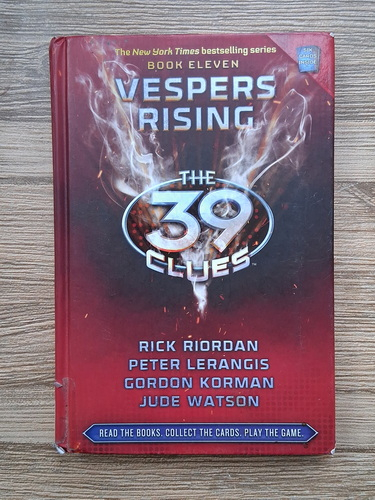 The New York Times bestselling series
BOOK ELEVEN
VESPERS
RISING
THE
39
CLUES™
RICK RIORDAN
PETER LERANGIS
GORDON KORMAN
JUDE WATSON
READ THE BOOKS. COLLECT THE CARDS. PLAY THE GAME.